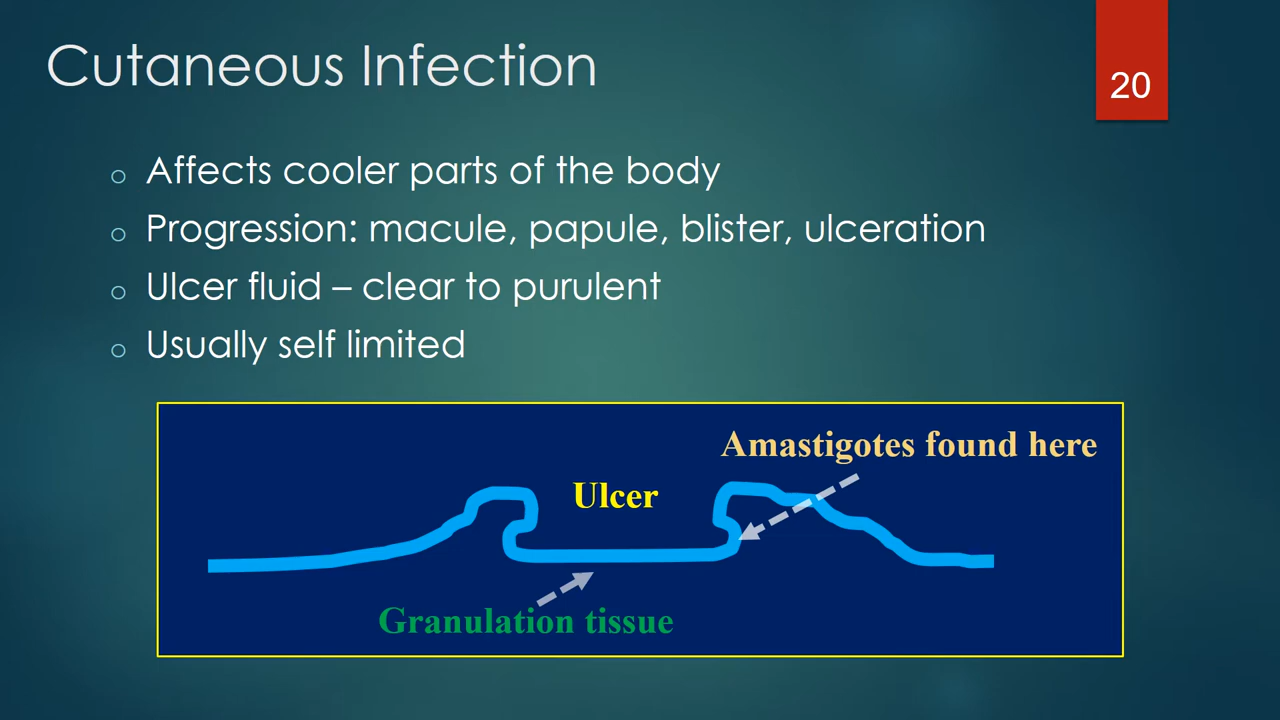 Cutaneous Infection
20
o Affects cooler parts of the body
o Progression: macule, papule, blister, ulceration
o Ulcer fluid – clear to purulent
o Usually self limited
Amastigotes found here
Ulcer
Granulation tissue